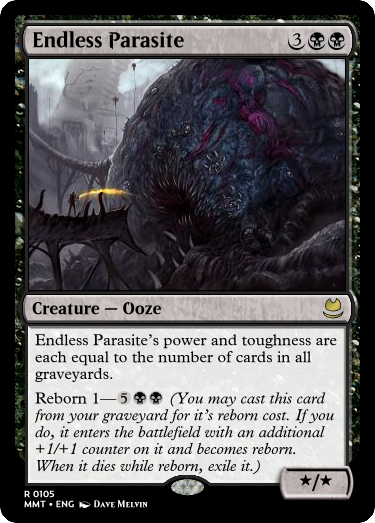 Endless Parasite 3
Creature — Ooze
Endless Parasite's power and toughness are
each equal to the number of cards in all
graveyards.
Reborn 1—5 (You may cast this card
from your graveyard for it's reborn cost. If you
do, it enters the battlefield with an additional
+1/+1 counter on it and becomes reborn.
When it dies while reborn, exile it.)
*/*
R 0105
MMT • ENG Dave Melvin